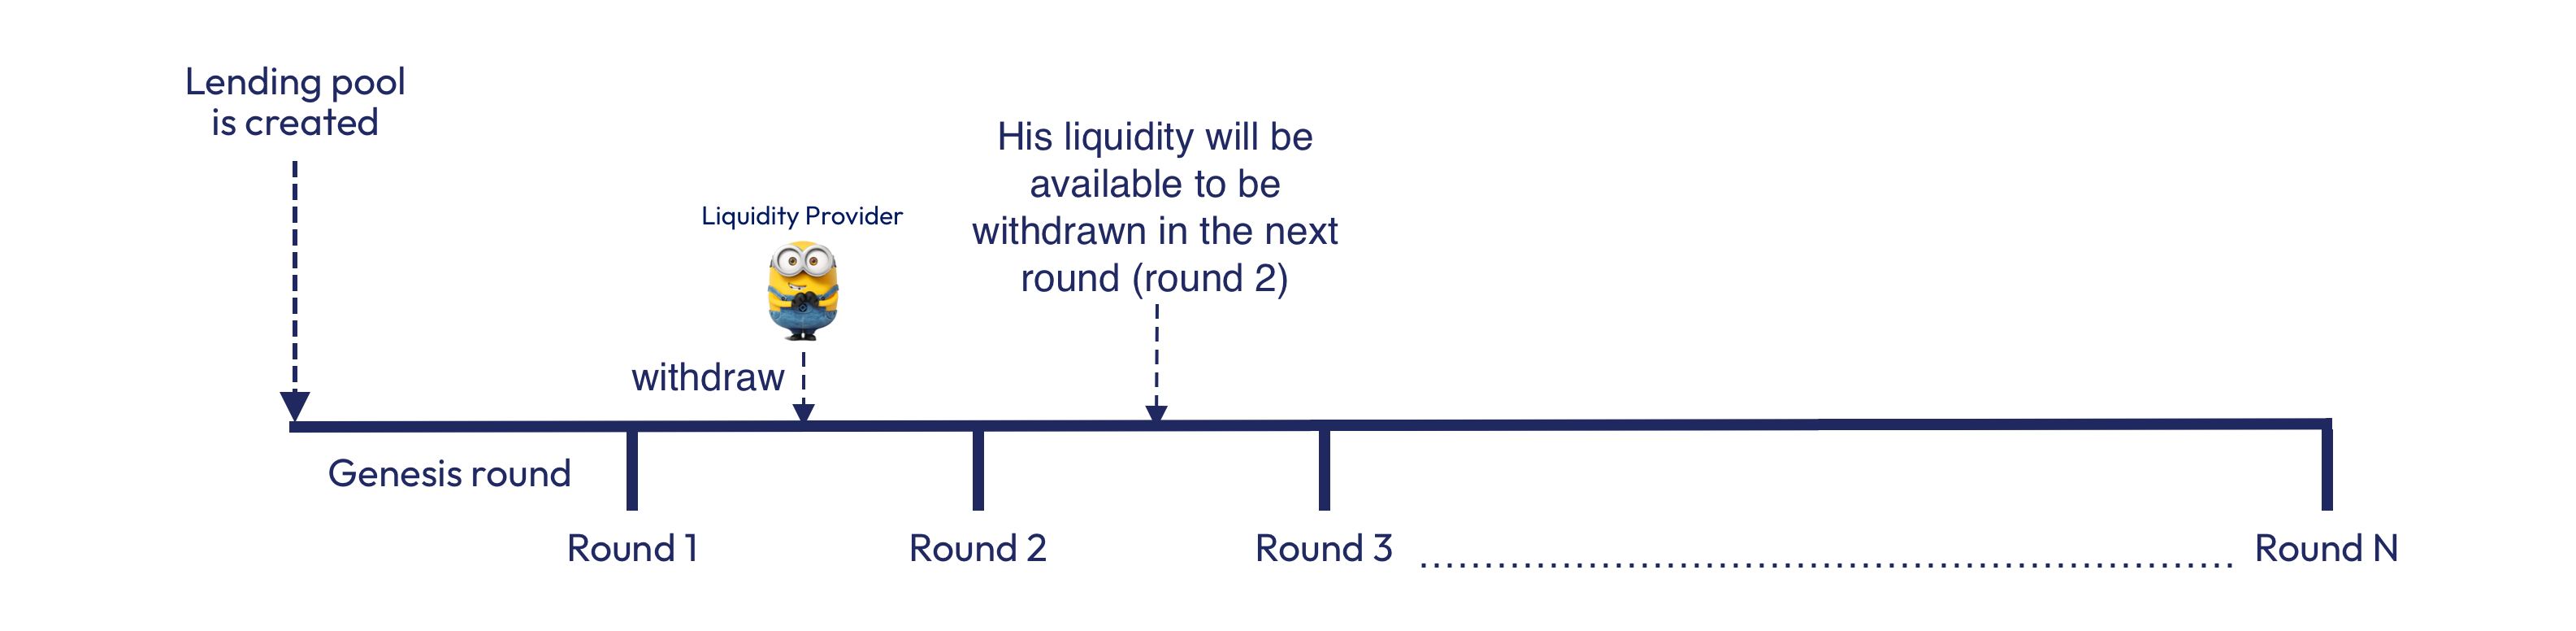 Lending pool
is created
Liquidity Provider
His liquidity will be
available to be
withdrawn in the next
round (round 2)
withdraw
Genesis round
Round 1
Round 2
Round 3
Round N